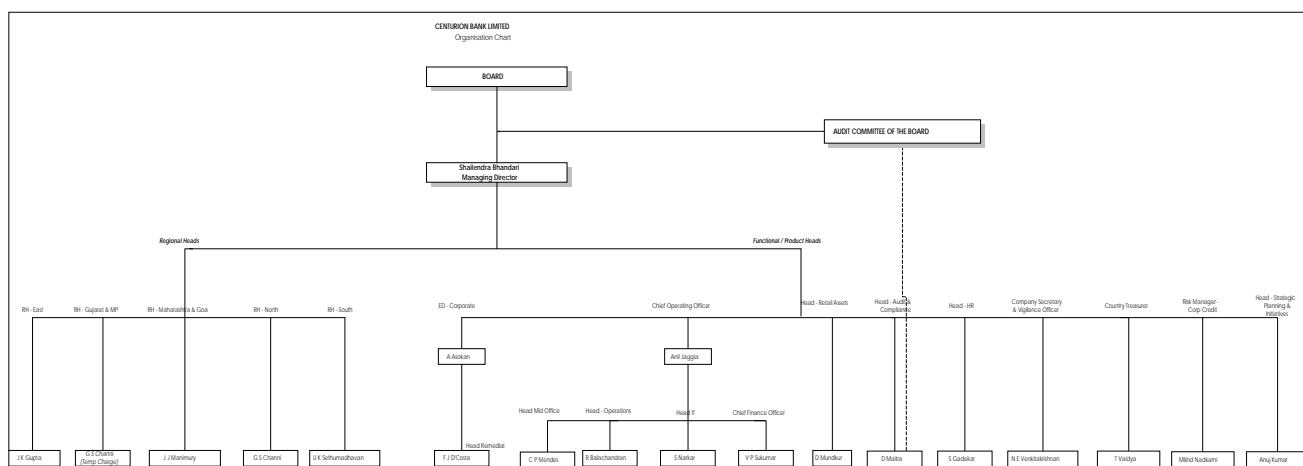 CENTURION BANK LIMITED
Organisation Chart
BOARD
AUDIT COMMITTEE OF THE BOARD
Shailendra Bhandari
Managing Director
Regional Heads
Functional / Product Heads
RH - East
RH - Gujarat & MP
RH - Maharashtra & Goa
RH - North
RH - South
ED - Corporate
Chief Operating Officer
Head - Retail Assets
Head - Audit &
Compliance
Head - HR
Company Secretary
& Vigilance Officer
Country Treasurer
Risk Manager -
Corp Credit
Head - Strategic
Planning &
Initiatives
A Asokan
Anil Jaggia
Head Mid Office
Head - Operations
Head IT
Chief Finance Officer
Head Remedial
J K Gupta
G S Channi
(Temp Charge)
J J Manimury
G S Channi
U K Sethumadhavan
F J D'Costa
C P Mendes
R Balachandran
S Narkar
V P Sukumar
D Mundkur
D Maitra
S Gadekar
N E Venkitakrishnan
T Vaidya
Milind Nadkarni
Anuj Kumar